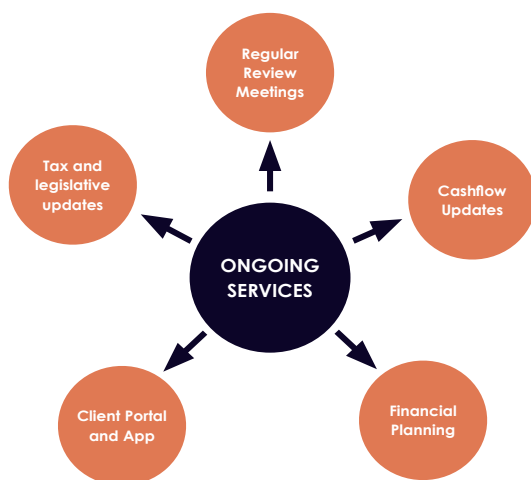 Regular
Review
Meetings
Tax and
legislative
updates
Cashflow
Updates
ONGOING
SERVICES
Client Portal
and App
Financial
Planning